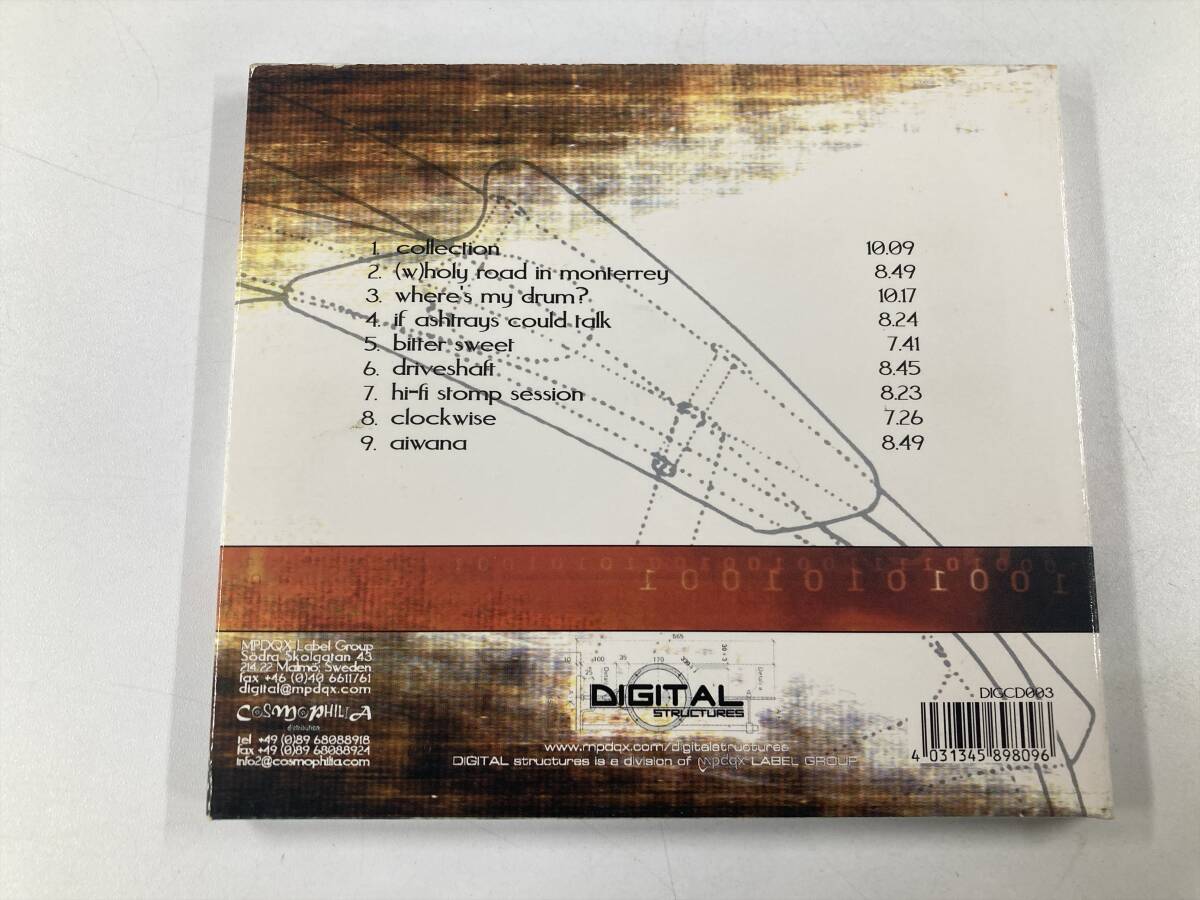 1. collection 10.09
2. (w)holy road in monterrey 8.49
3. where's my drum? 10.17
4. if ashtrays could talk 8.24
5. bitter sweet 7.41
6. driveshaft 8.45
7. hi-fi stomp session 8.23
8. clockwise 7.26
9. aiwana 8.49
MPDQX Label Group
Södra Skolgatan 43
214 22 Malmö, Sweden
fax +46 (0)40 6611761
digital@mpdqx.com
COSMOPHILIA
distribution
tel +49 (0)89 68088918
fax +49 (0)89 68088924
info2@cosmophilia.com
DIGITAL
STRUCTURES
www.mpdqx.com/digitalstructures
DIGITAL structures is a division of mpdqx LABEL GROUP
DIGCD003
4 031345 898096